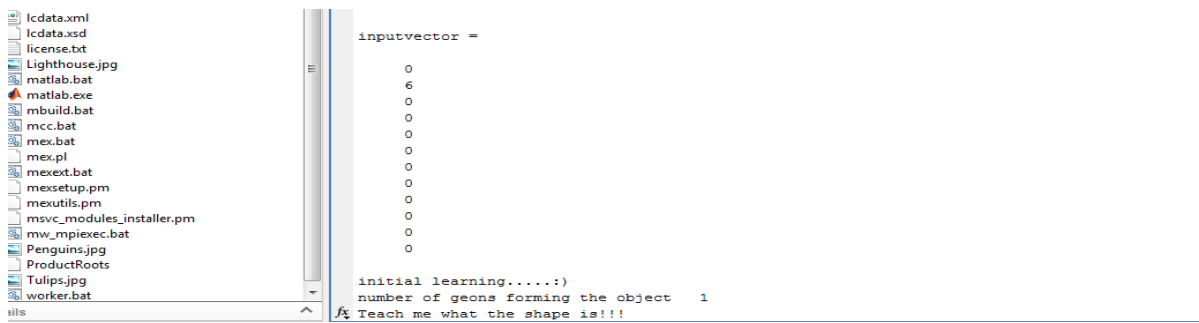 lcdata.xml
lcdata.xsd
license.txt
Lighthouse.jpg
matlab.bat
matlab.exe
mbuild.bat
mcc.bat
mex.bat
mex.pl
mexext.bat
mexsetup.pm
mexutils.pm
msvc_modules_installer.pm
mw_mpiexec.bat
Penguins.jpg
ProductRoots
Tulips.jpg
worker.bat
ails
inputvector =
0
6
0
0
0
0
0
0
0
0
0
0
initial learning.....:)
number of geons forming the object 1
fx Teach me what the shape is!!!